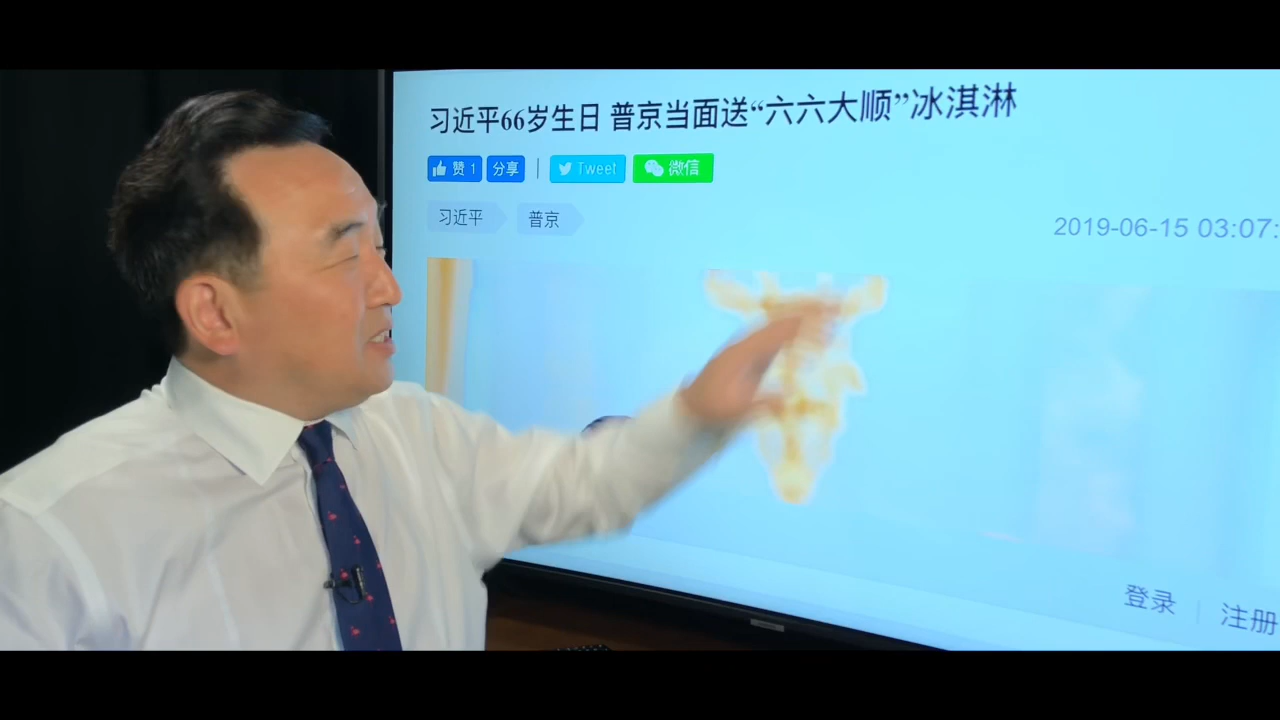 习近平66岁生日 普京当面送“六六大顺”冰淇淋
赞 1 分享 | Tweet 微信
习近平 普京
2019-06-15 03:07:
登录 | 注册